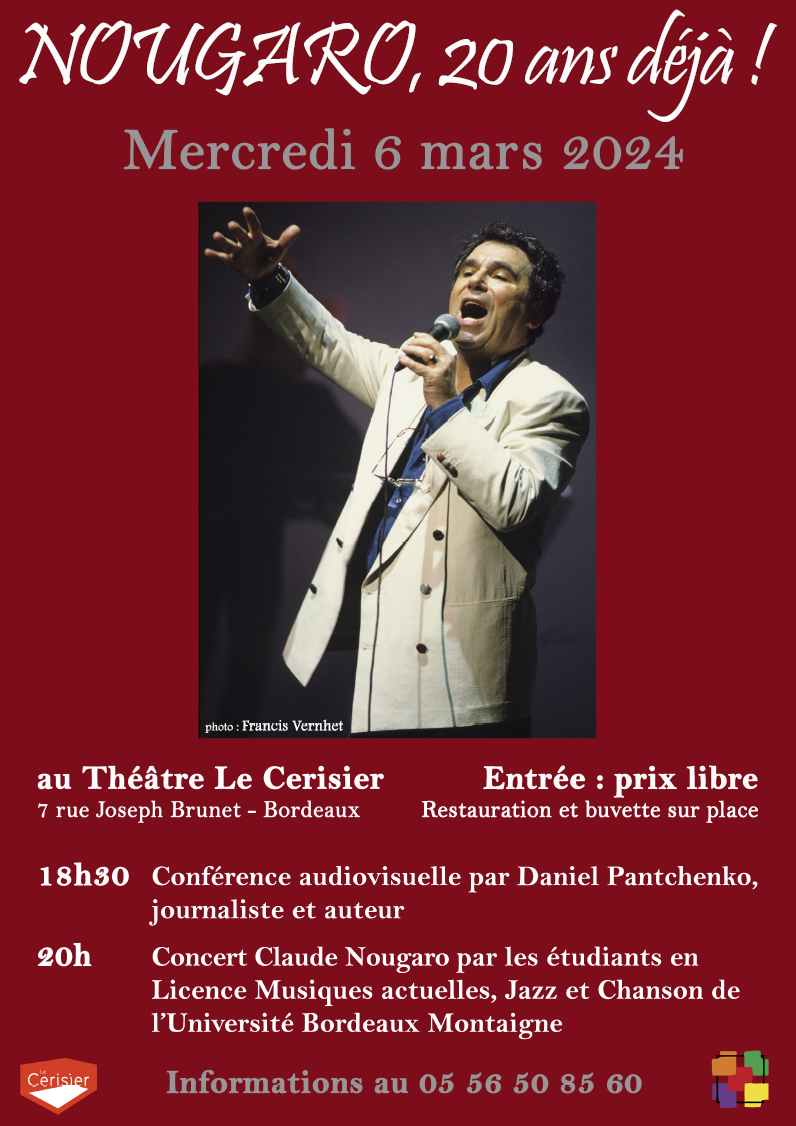 NOUGARO, 20 ans déjà !
Mercredi 6 mars 2024
photo : Francis Vernhet
au Théâtre Le Cerisier
7 rue Joseph Brunet - Bordeaux
Entrée : prix libre
Restauration et buvette sur place
18h30 Conférence audiovisuelle par Daniel Pantchenko,
journaliste et auteur
20h Concert Claude Nougaro par les étudiants en
Licence Musiques actuelles, Jazz et Chanson de
l'Université Bordeaux Montaigne
Le
Cerisier
Informations au 05 56 50 85 60